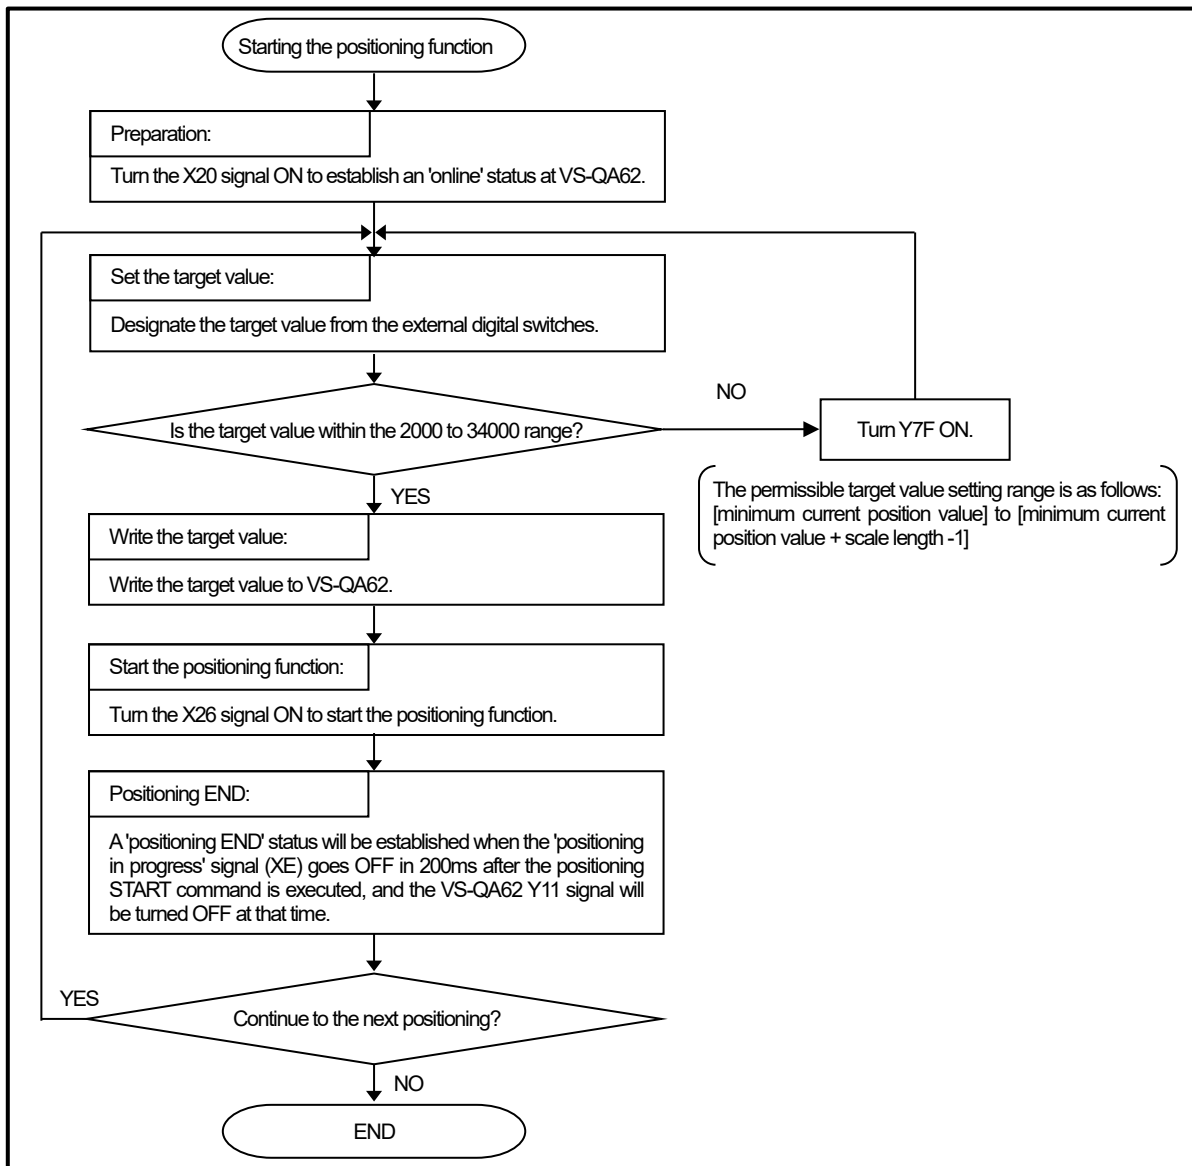 Starting the positioning function
Preparation:
Turn the X20 signal ON to establish an 'online' status at VS-QA62.
Set the target value:
Designate the target value from the external digital switches.
NO
Is the target value within the 2000 to 34000 range?
Turn Y7F ON.
YES
The permissible target value setting range is as follows:
[minimum current position value] to [minimum current
position value + scale length -1]
Write the target value:
Write the target value to VS-QA62.
Start the positioning function:
Turn the X26 signal ON to start the positioning function.
Positioning END:
A 'positioning END' status will be established when the 'positioning
in progress' signal (XE) goes OFF in 200ms after the positioning
START command is executed, and the VS-QA62 Y11 signal will
be turned OFF at that time.
YES
Continue to the next positioning?
NO
END